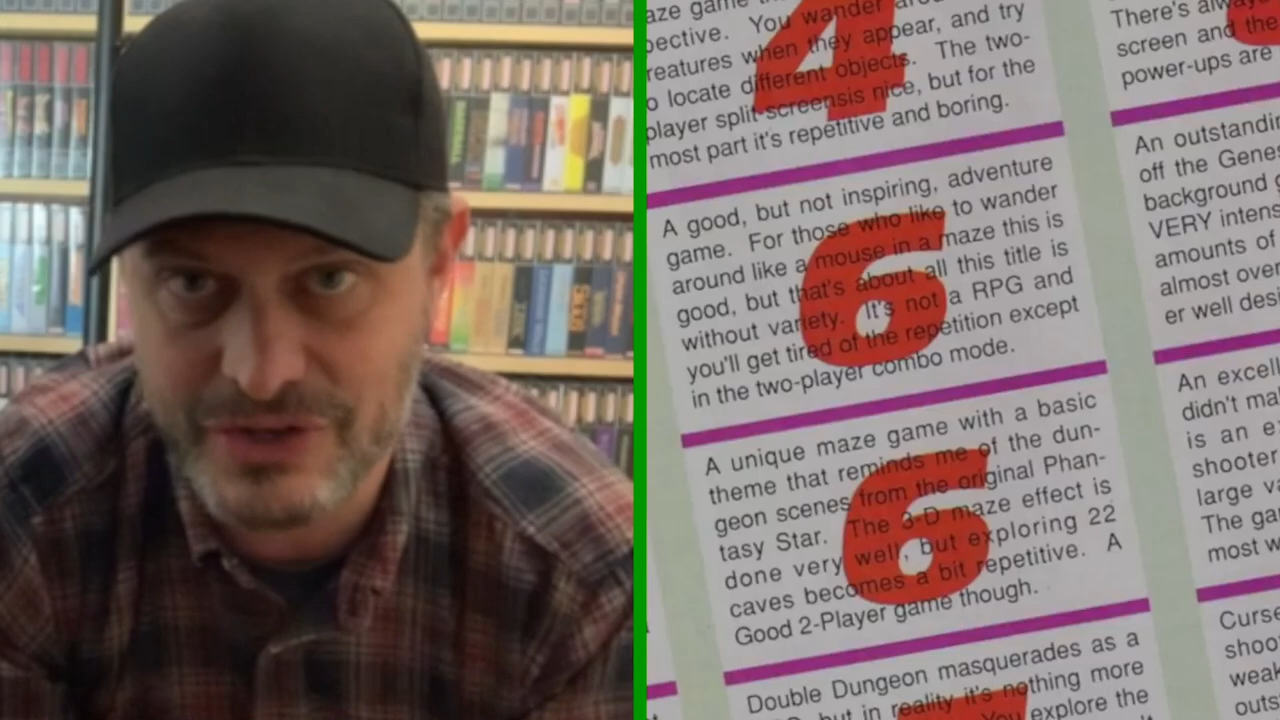 aze game
pective. You wander
reatures when they appear, and try
o locate different objects. The two-
player split-screensis nice, but for the
most part it's repetitive and boring.
4
A good, but not inspiring, adventure
game. For those who like to wander
around like a mouse in a maze this is
good, but that's about all this title is
without variety. It's not a RPG and
you'll get tired of the repetition except
in the two-player combo mode.
6
A unique maze game with a basic
theme that reminds me of the dun-
geon scenes from the original Phan-
tasy Star. The 3-D maze effect is
done very well, but exploring 22
caves becomes a bit repetitive. A
Good 2-Player game though.
6
Double Dungeon masquerades as a
but in reality it's nothing more
You explore the
There's always
screen and the
power-ups are
An outstandin
off the Genes
background
VERY intens
amounts of
almost over
er well desi
An excell
didn't ma
is an e
shooter
large va
The ga
most w
Curse
shoo
weak
outs